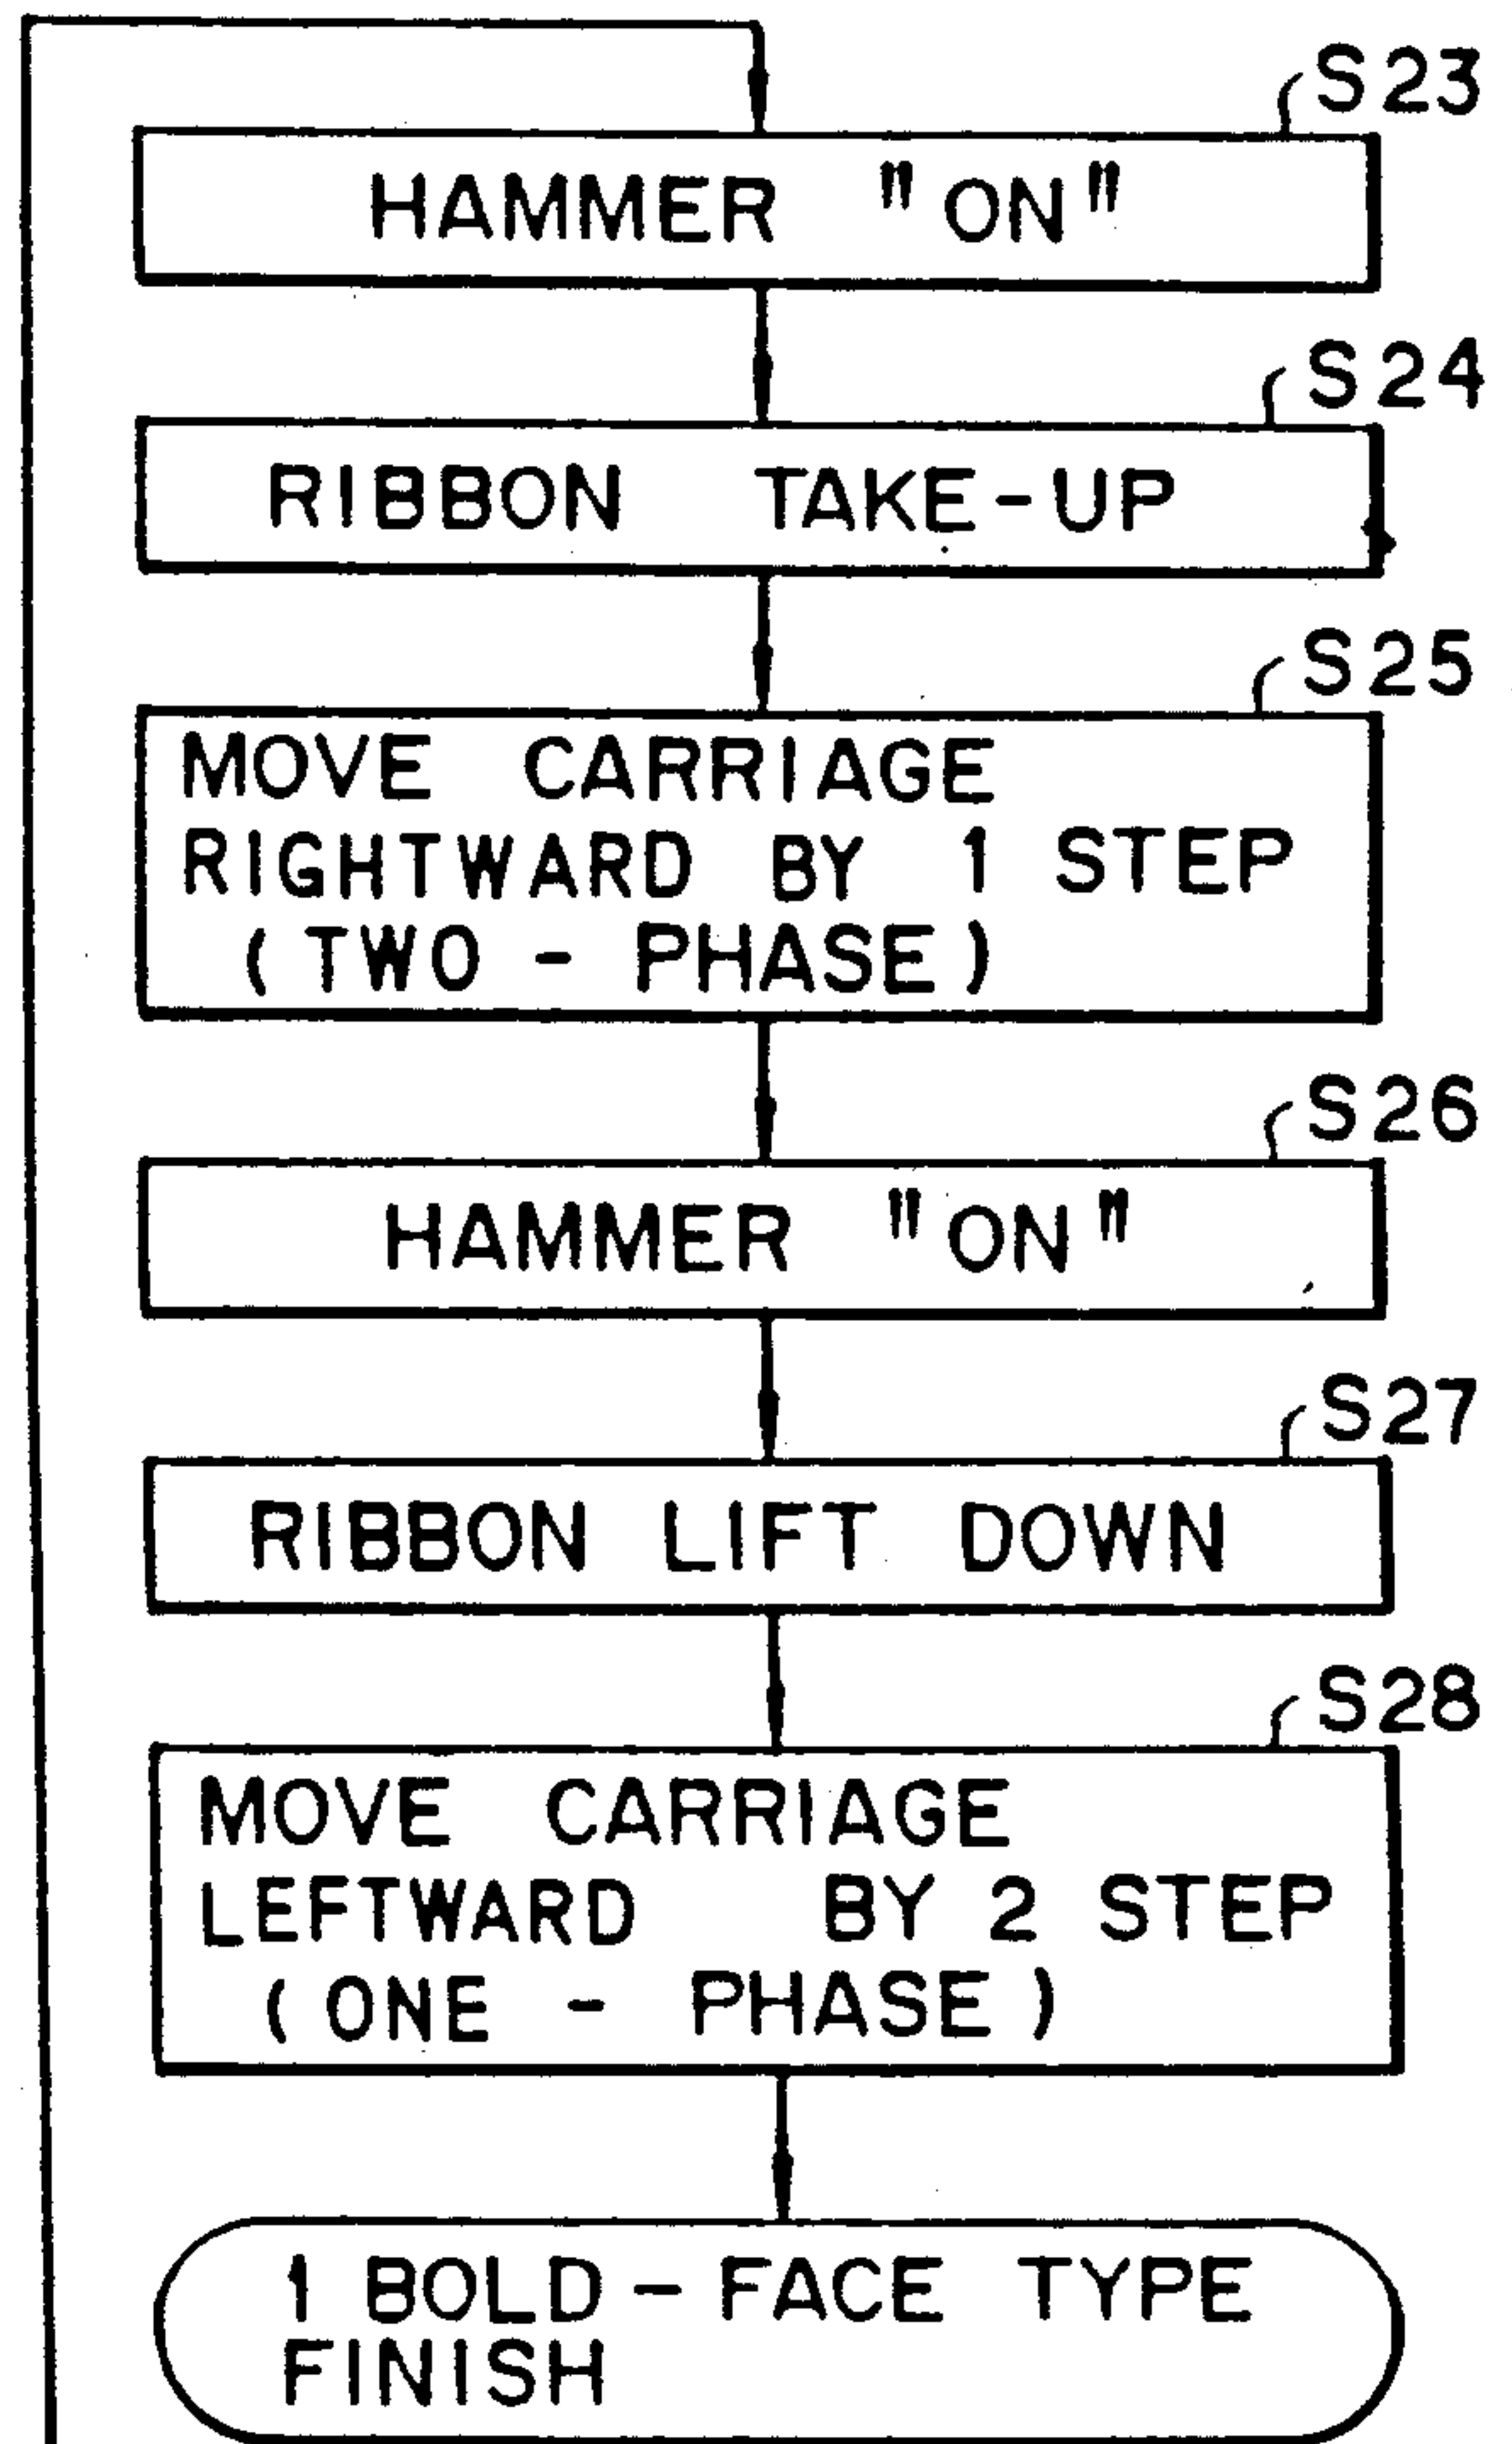 S23
HAMMER "ON"
S24
RIBBON TAKE-UP
S25
MOVE CARRIAGE
RIGHTWARD BY 1 STEP
(TWO - PHASE)
S26
HAMMER "ON"
S27
RIBBON LIFT DOWN
S28
MOVE CARRIAGE
LEFTWARD BY 2 STEP
(ONE - PHASE)
1 BOLD-FACE TYPE
FINISH